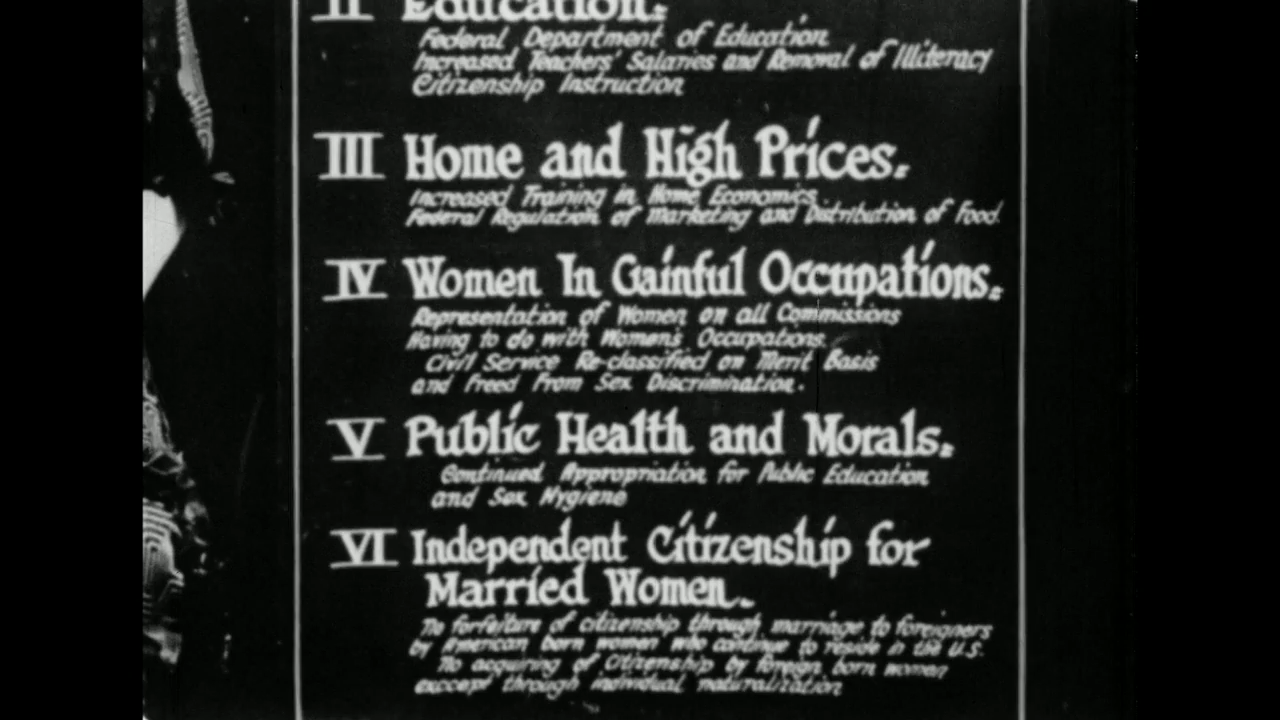 II Education.
Federal Department of Education
Increased Teachers' Salaries and Removal of Illiteracy
Citizenship Instruction
III Home and High Prices.
Increased Training in Home Economics
Federal Regulation of Marketing and Distribution of Food.
IV Women In Gainful Occupations.
Representation of Women on all Commissions
Having to do with Women's Occupations.
Civil Service Re-classified on Merit Basis
and Freed From Sex Discrimination.
V Public Health and Morals.
Continued Appropriation for Public Education
and Sex Hygiene
VI Independent Citizenship for
Married Women.
No forfeiture of citizenship through marriage to foreigners
by American born women who continue to reside in the U.S.
No acquiring of citizenship by foreign born women
exccept through individual naturalization